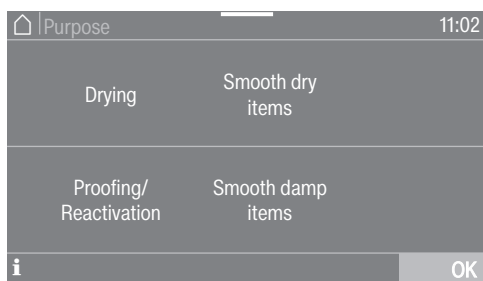 Purpose 11:02
Drying
Smooth dry
items
Proofing/
Reactivation
Smooth damp
items
i OK